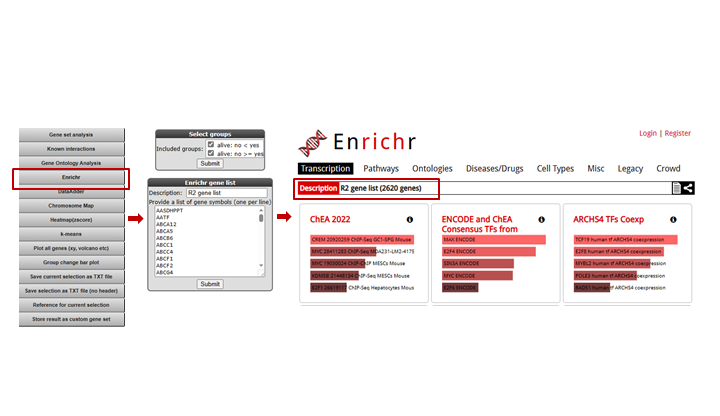 Gene set analysis
Known interactions
Gene Ontology Analysis
Enrichr
DataAdder
Chromosome Map
Heatmap(zscore)
k-means
Plot all genes (xy, volcano etc)
Group change bar plot
Save current selection as TXT file
Save selection as TXT file (no header)
Reference for current selection
Store result as custom gene set
Select groups
Included groups:
alive: no < yes
alive: no >= yes
Submit
Enrichr gene list
Description: R2 gene list
Provide a list of gene symbols (one per line)
AASDHPPT
AATF
ABCA12
ABCA5
ABCB6
ABCC1
ABCC4
ABCF1
ABCF2
ABCG4
Submit
Enrichr
Login | Register
Transcription Pathways Ontologies Diseases/Drugs Cell Types Misc Legacy Crowd
Description R2 gene list (2620 genes)
ChEA 2022
CREM 20920259 ChIP-Seq GC1-SPG Mouse
MYC 28411283 ChIP-Seq MDA231-LM2-4175
MYC 19030024 ChIP-ChIP MESCs Mouse
KDM5B 21448134 ChIP-Seq MESCs Mouse
ChIP-Seq Hepatocytes Mous
ENCODE and ChEA
Consensus TFs from
MAX ENCODE
E2F4 ENCODE
SIN3A ENCODE
MYC ENCODE
E2F6 ENCODE
ARCHS4 TFs Coexp
TCF19 human tf ARCHS4 coexpression
E2F8 human tf ARCHS4 coexpression
MYBL2 human tf ARCHS4 coexpression
human tf ARCHS4 coexpression
human tf ARCHS4 coexpression